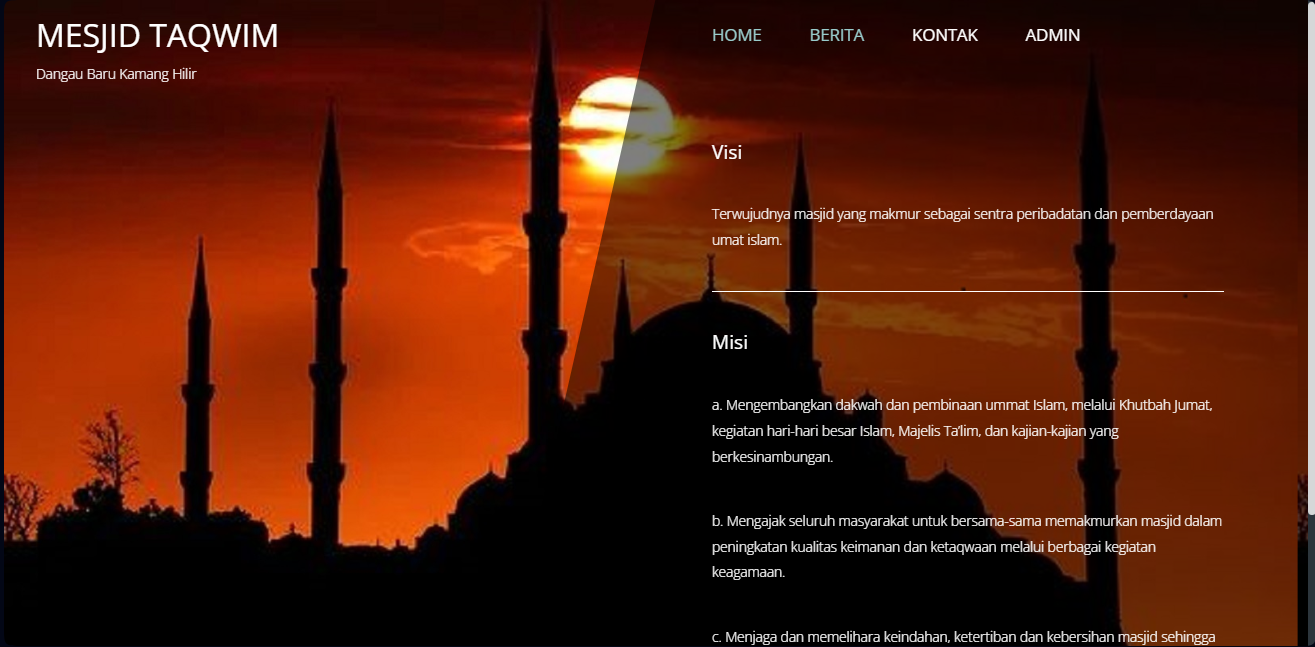 MESJID TAQWIM
Dangau Baru Kamang Hilir
HOME BERITA KONTAK ADMIN
Visi
Terwujudnya masjid yang makmur sebagai sentra peribadatan dan pemberdayaan
umat islam.
Misi
a. Mengembangkan dakwah dan pembinaan ummat Islam, melalui Khutbah Jumat,
kegiatan hari-hari besar Islam, Majelis Ta'lim, dan kajian-kajian yang
berkesinambungan.
b. Mengajak seluruh masyarakat untuk bersama-sama memakmurkan masjid dalam
peningkatan kualitas keimanan dan ketaqwaan melalui berbagai kegiatan
keagamaan.
c. Menjaga dan memelihara keindahan, ketertiban dan kebersihan masjid sehingga